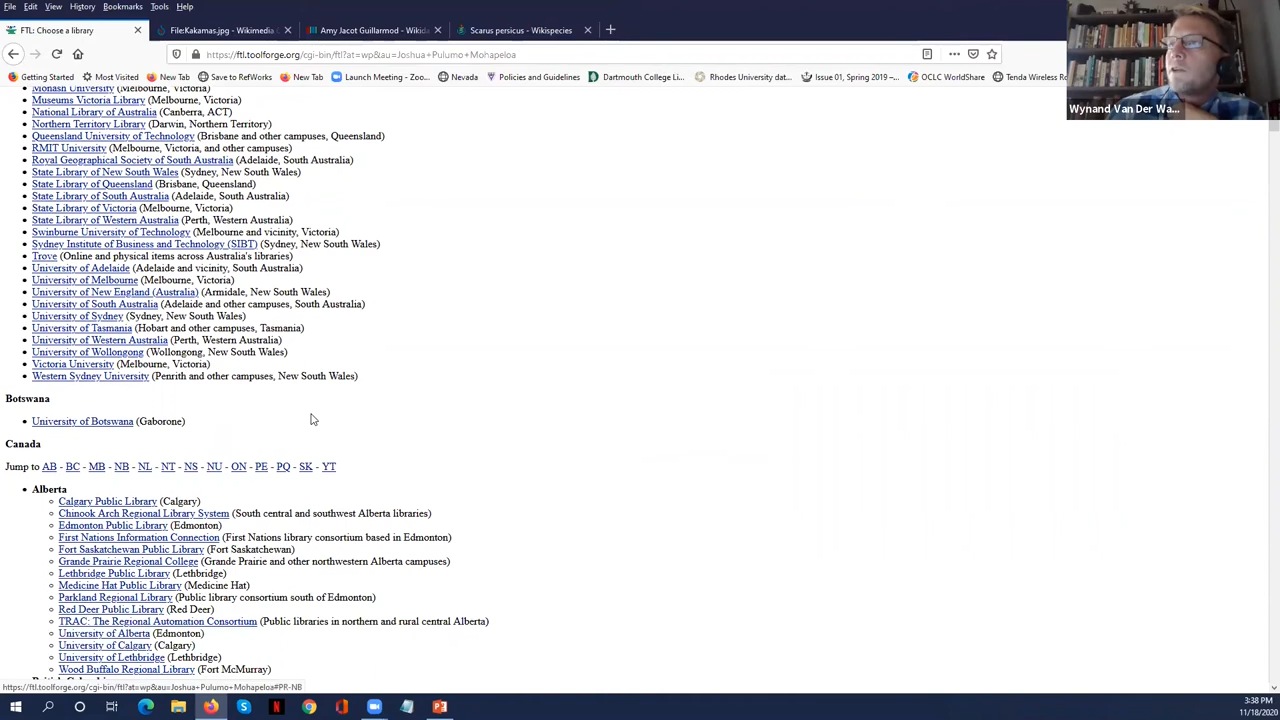 File Edit View History Bookmarks Tools Help
FTL: Choose a library
File:Kakamas.jpg - Wikimedia C
Amy Jacot Guillarmod - Wikida
Scarus persicus - Wikispecies
https://ftl.toolforge.org/cgi-bin/ftl?at=wp&au=Joshua+Pulumo+Mohapeloa
Getting Started Most Visited New Tab Save to RefWorks New Tab Launch Meeting - Zoo... Nevada Policies and Guidelines Dartmouth College Li... Rhodes University dat... Issue 01, Spring 2019 –... OCLC WorldShare Tenda Wireless Ro
Wynand Van Der Wa...
Monash University (Melbourne, Victoria)
Museums Victoria Library (Melbourne, Victoria)
National Library of Australia (Canberra, ACT)
Northern Territory Library (Darwin, Northern Territory)
Queensland University of Technology (Brisbane and other campuses, Queensland)
RMIT University (Melbourne, Victoria, and other campuses)
Royal Geographical Society of South Australia (Adelaide, South Australia)
State Library of New South Wales (Sydney, New South Wales)
State Library of Queensland (Brisbane, Queensland)
State Library of South Australia (Adelaide, South Australia)
State Library of Victoria (Melbourne, Victoria)
State Library of Western Australia (Perth, Western Australia)
Swinburne University of Technology (Melbourne and vicinity, Victoria)
Sydney Institute of Business and Technology (SIBT) (Sydney, New South Wales)
Trove (Online and physical items across Australia's libraries)
University of Adelaide (Adelaide and vicinity, South Australia)
University of Melbourne (Melbourne, Victoria)
University of New England (Australia) (Armidale, New South Wales)
University of South Australia (Adelaide and other campuses, South Australia)
University of Sydney (Sydney, New South Wales)
University of Tasmania (Hobart and other campuses, Tasmania)
University of Western Australia (Perth, Western Australia)
University of Wollongong (Wollongong, New South Wales)
Victoria University (Melbourne, Victoria)
Western Sydney University (Penrith and other campuses, New South Wales)
Botswana
University of Botswana (Gaborone)
Canada
Jump to AB - BC - MB - NB - NL - NT - NS - NU - ON - PE - PQ - SK - YT
Alberta
Calgary Public Library (Calgary)
Chinook Arch Regional Library System (South central and southwest Alberta libraries)
Edmonton Public Library (Edmonton)
First Nations Information Connection (First Nations library consortium based in Edmonton)
Fort Saskatchewan Public Library (Fort Saskatchewan)
Grande Prairie Regional College (Grande Prairie and other northwestern Alberta campuses)
Lethbridge Public Library (Lethbridge)
Medicine Hat Public Library (Medicine Hat)
Parkland Regional Library (Public library consortium south of Edmonton)
Red Deer Public Library (Red Deer)
TRAC: The Regional Automation Consortium (Public libraries in northern and rural central Alberta)
University of Alberta (Edmonton)
University of Calgary (Calgary)
University of Lethbridge (Lethbridge)
Wood Buffalo Regional Library (Fort McMurray)
https://ftl.toolforge.org/cgi-bin/ftl?at=wp&au=Joshua+Pulumo+Mohapeloa#PR-NB
3:38 PM
11/18/2020